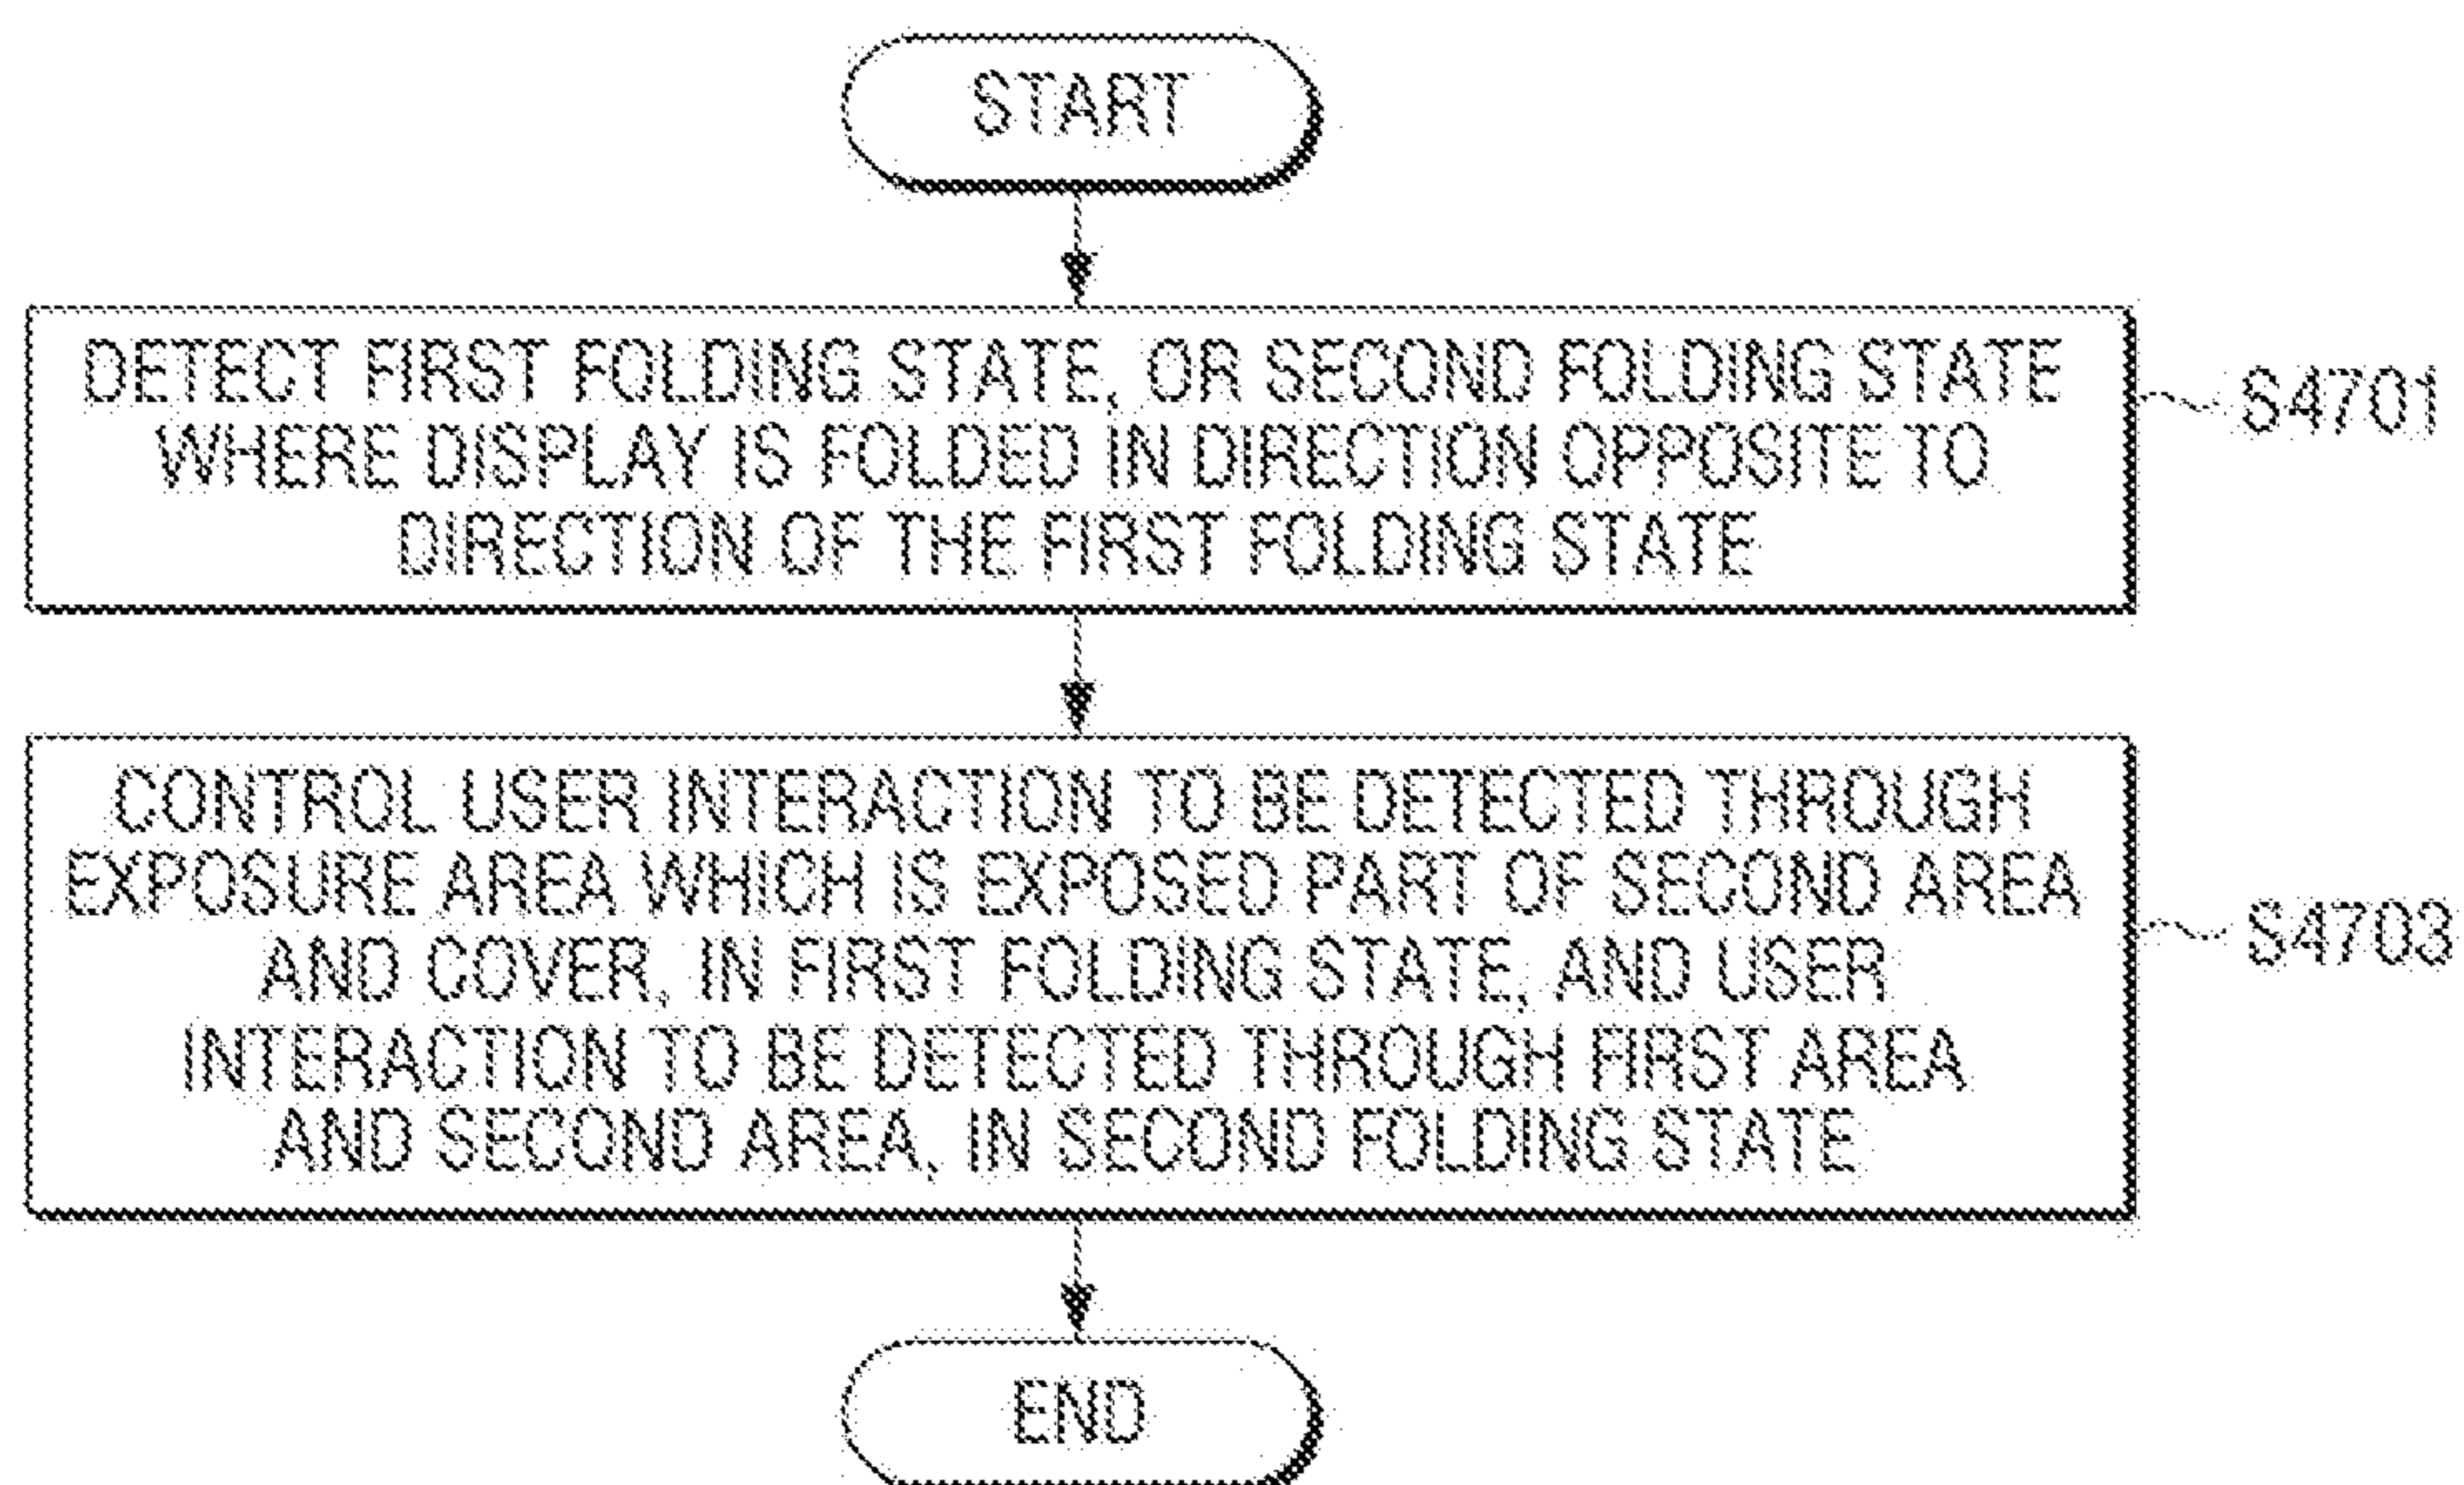 START
DETECT FIRST FOLDING STATE, OR SECOND FOLDING STATE
WHERE DISPLAY IS FOLDED IN DIRECTION OPPOSITE TO
DIRECTION OF THE FIRST FOLDING STATE
S4701
CONTROL USER INTERACTION TO BE DETECTED THROUGH
EXPOSURE AREA WHICH IS EXPOSED PART OF SECOND AREA
AND COVER, IN FIRST FOLDING STATE, AND USER
INTERACTION TO BE DETECTED THROUGH FIRST AREA
AND SECOND AREA, IN SECOND FOLDING STATE
S4703
END